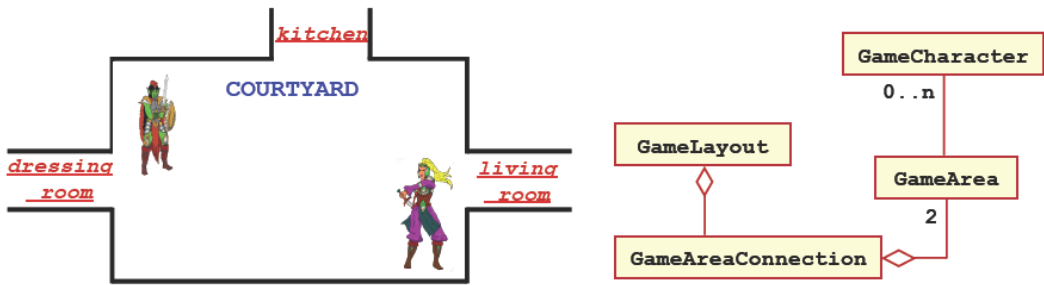 kitchen
COURTYARD
dressing
room
living
room
GameCharacter
0..n
GameLayout
GameArea
2
GameAreaConnection